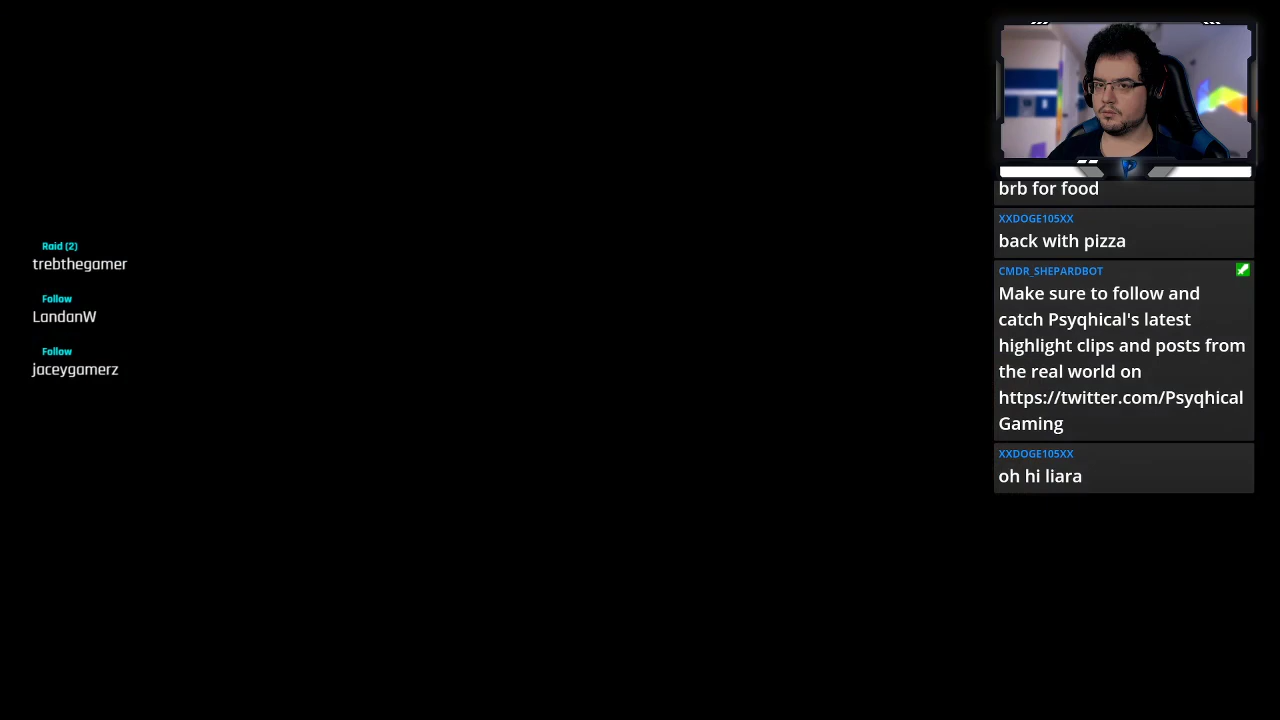 Raid (2)
trebthegamer
Follow
LandanW
Follow
jaceygamerz
brb for food
XXDOGE105XX
back with pizza
CMDR_SHEPARDBOT
Make sure to follow and
catch Psyqhical's latest
highlight clips and posts from
the real world on
https://twitter.com/Psyqhical
Gaming
XXDOGE105XX
oh hi liara